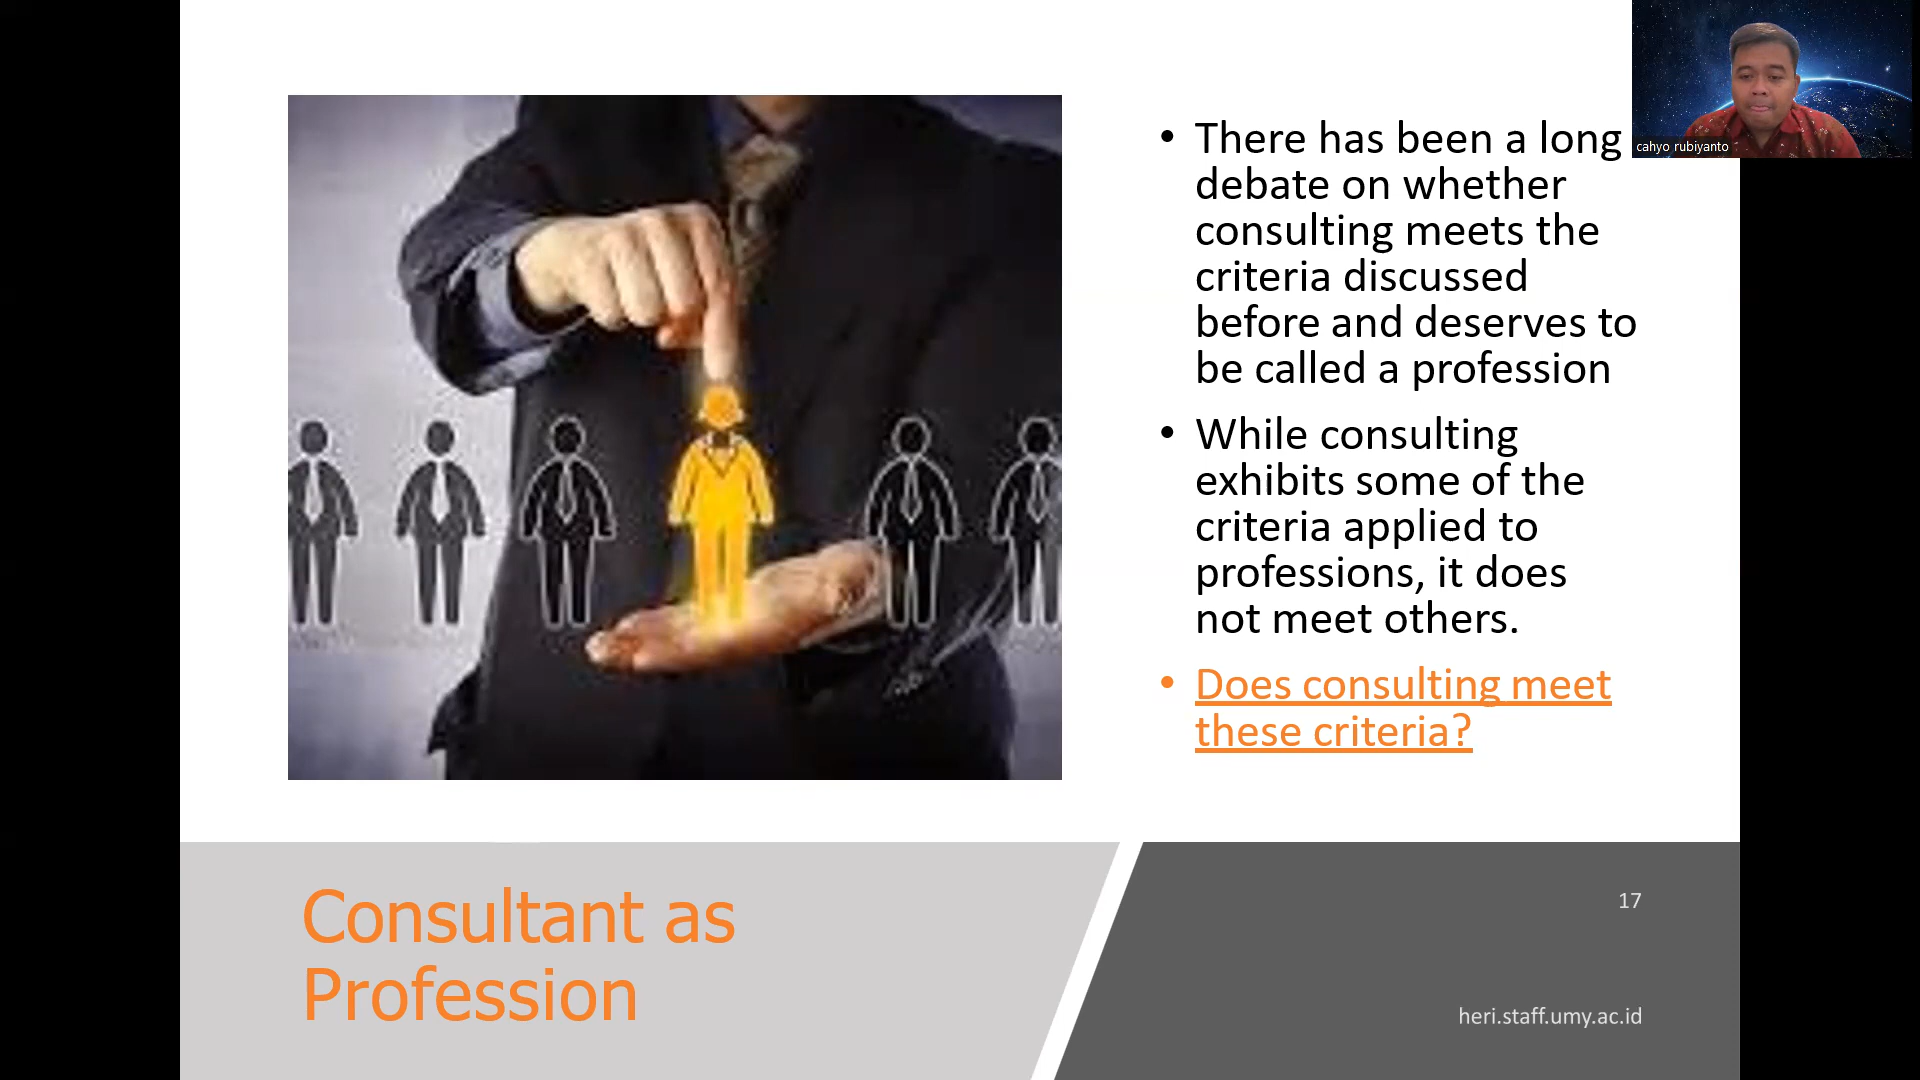 • There has been a long
debate on whether
consulting meets the
criteria discussed
before and deserves to
be called a profession
• While consulting
exhibits some of the
criteria applied to
professions, it does
not meet others.
• Does consulting meet
these criteria?
cahyo rubiyanto
Consultant as
Profession
17
heri.staff.umy.ac.id